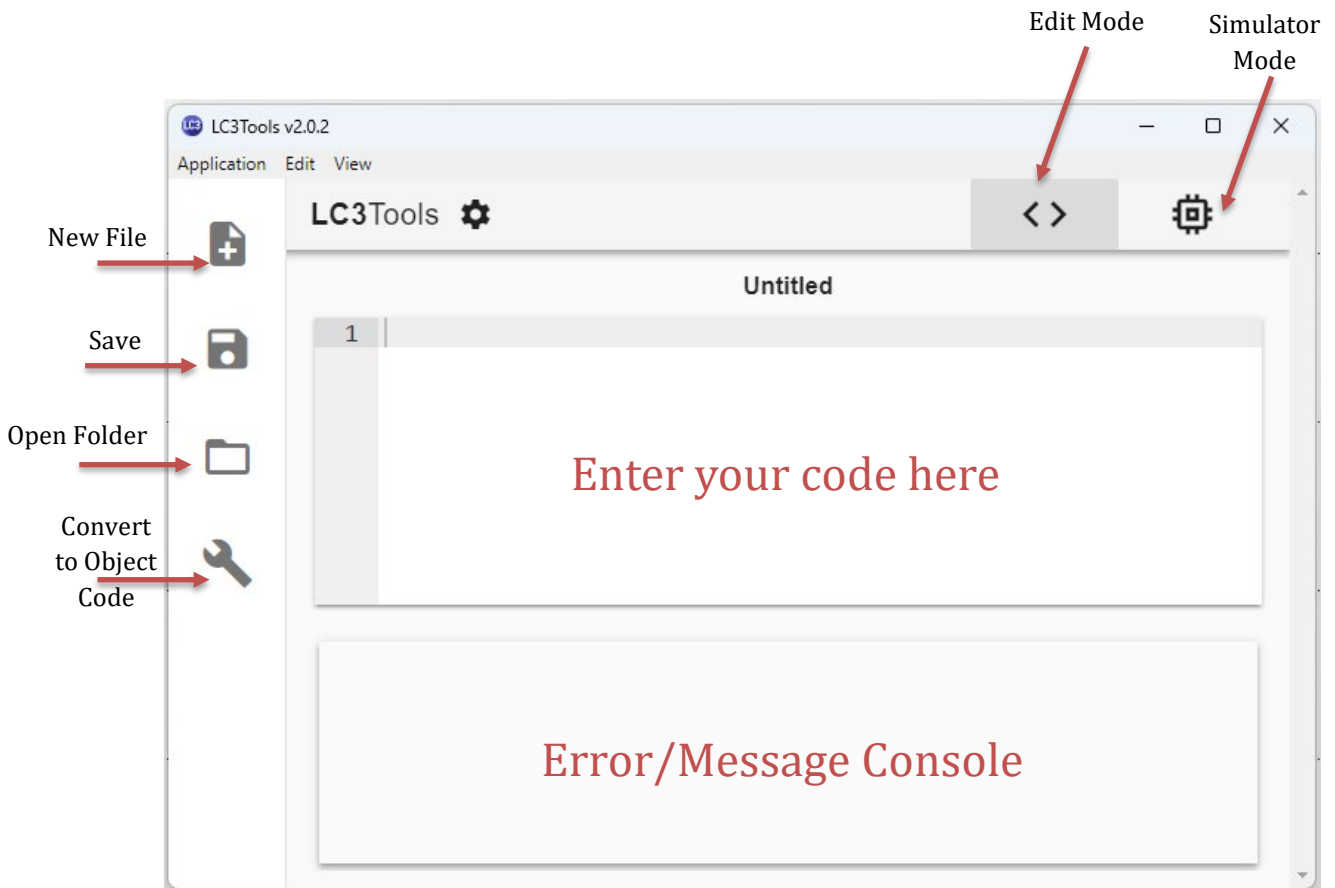 Edit Mode
Simulator
Mode
LC3 LC3Tools v2.0.2
Application Edit View
LC3Tools
New File
Untitled
Save
1
Open Folder
Enter your code here
Convert
to Object
Code
Error/Message Console